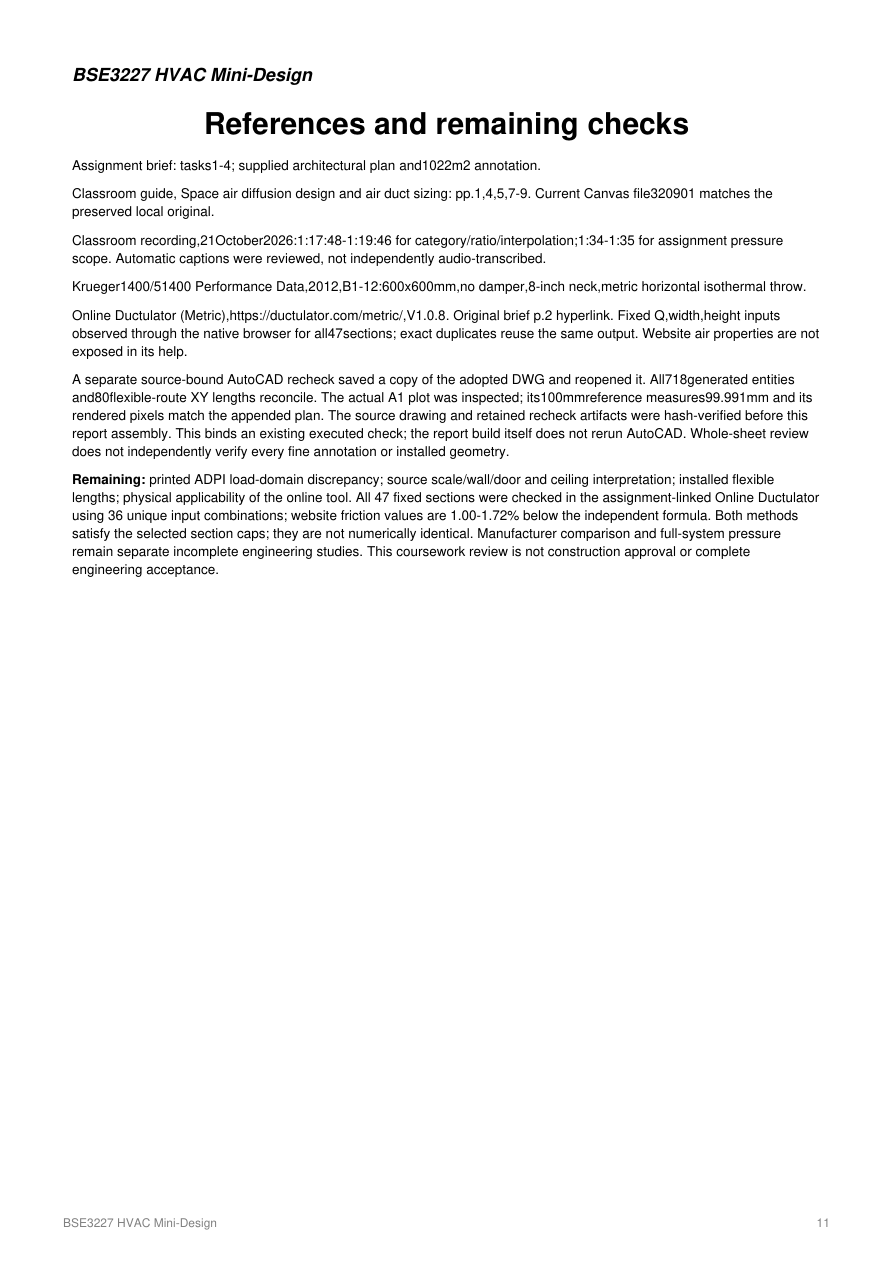 BSE3227 HVAC Mini-Design
References and remaining checks
Assignment brief: tasks1-4; supplied architectural plan and1022m2 annotation.
Classroom guide, Space air diffusion design and air duct sizing: pp.1,4,5,7-9. Current Canvas file320901 matches the
preserved local original.
Classroom recording,21October2026:1:17:48-1:19:46 for category/ratio/interpolation;1:34-1:35 for assignment pressure
scope. Automatic captions were reviewed, not independently audio-transcribed.
Krueger1400/51400 Performance Data,2012,B1-12:600x600mm,no damper,8-inch neck,metric horizontal isothermal throw.
Online Ductulator (Metric),https://ductulator.com/metric/,V1.0.8. Original brief p.2 hyperlink. Fixed Q,width,height inputs
observed through the native browser for all47sections; exact duplicates reuse the same output. Website air properties are not
exposed in its help.
A separate source-bound AutoCAD recheck saved a copy of the adopted DWG and reopened it. All718generated entities
and80flexible-route XY lengths reconcile. The actual A1 plot was inspected; its100mmreference measures99.991mm and its
rendered pixels match the appended plan. The source drawing and retained recheck artifacts were hash-verified before this
report assembly. This binds an existing executed check; the report build itself does not rerun AutoCAD. Whole-sheet review
does not independently verify every fine annotation or installed geometry.
Remaining: printed ADPI load-domain discrepancy; source scale/wall/door and ceiling interpretation; installed flexible
lengths; physical applicability of the online tool. All 47 fixed sections were checked in the assignment-linked Online Ductulator
using 36 unique input combinations; website friction values are 1.00-1.72% below the independent formula. Both methods
satisfy the selected section caps; they are not numerically identical. Manufacturer comparison and full-system pressure
remain separate incomplete engineering studies. This coursework review is not construction approval or complete
engineering acceptance.
BSE3227 HVAC Mini-Design
11